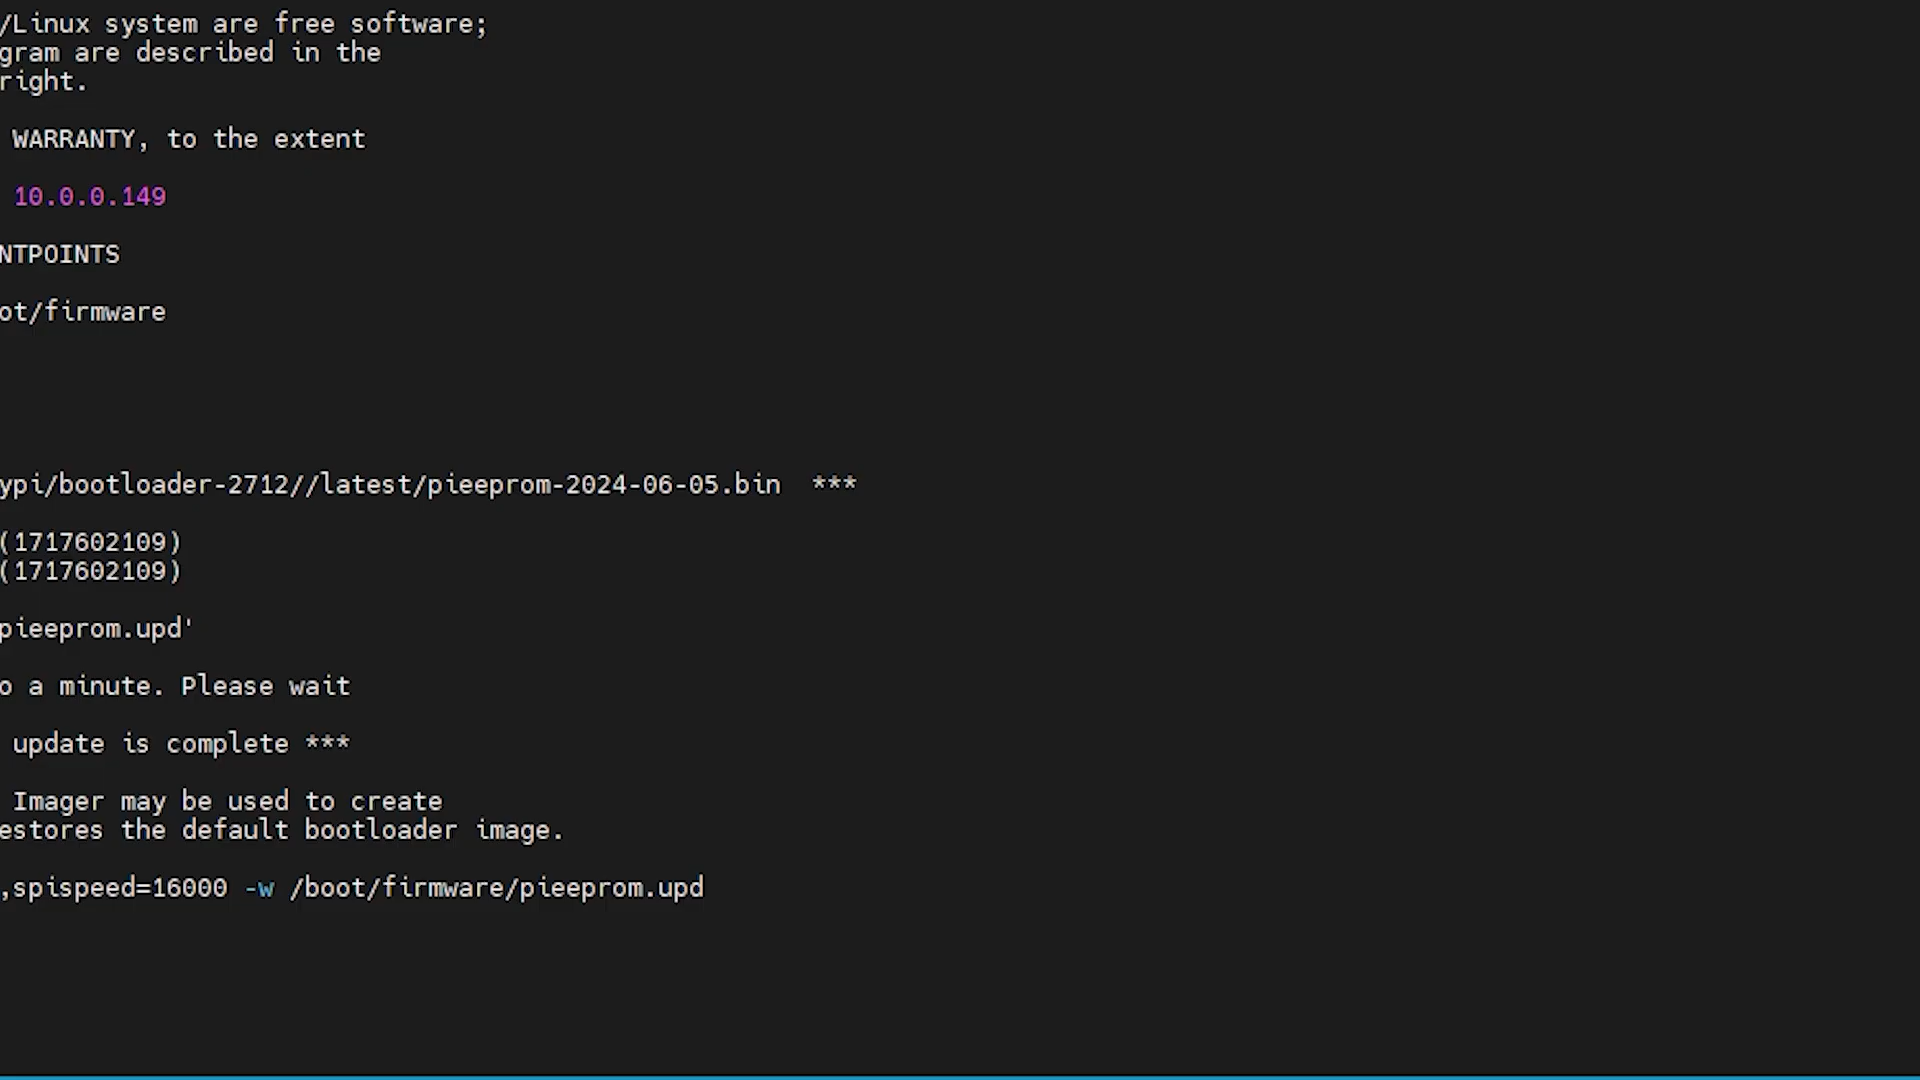 /Linux system are free software;
gram are described in the
right.
WARRANTY, to the extent
10.0.0.149
NTPOINTS
ot/firmware
ypi/bootloader-2712//latest/pieeprom-2024-06-05.bin  ***
(1717602109)
(1717602109)
pieeprom.upd'
o a minute. Please wait
update is complete ***
Imager may be used to create
estores the default bootloader image.
,spispeed=16000 -w /boot/firmware/pieeprom.upd